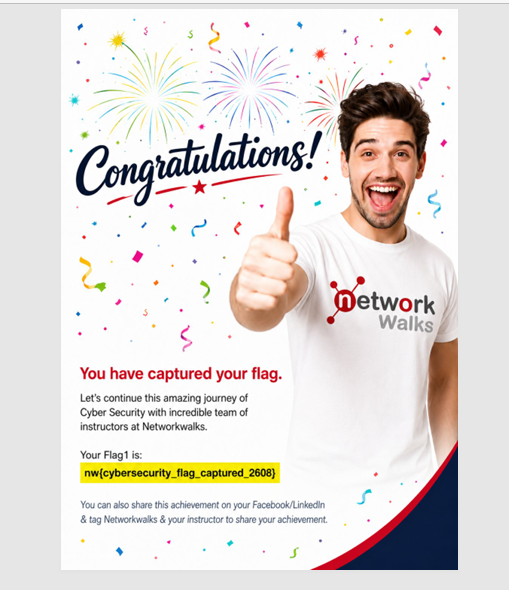 Congratulations!
network
Walks
You have captured your flag.
Let's continue this amazing journey of
Cyber Security with incredible team of
instructors at Networkwalks.
Your Flag1 is:
nw{cybersecurity_flag_captured_2608}
You can also share this achievement on your Facebook/LinkedIn
& tag Networkwalks & your instructor to share your achievement.